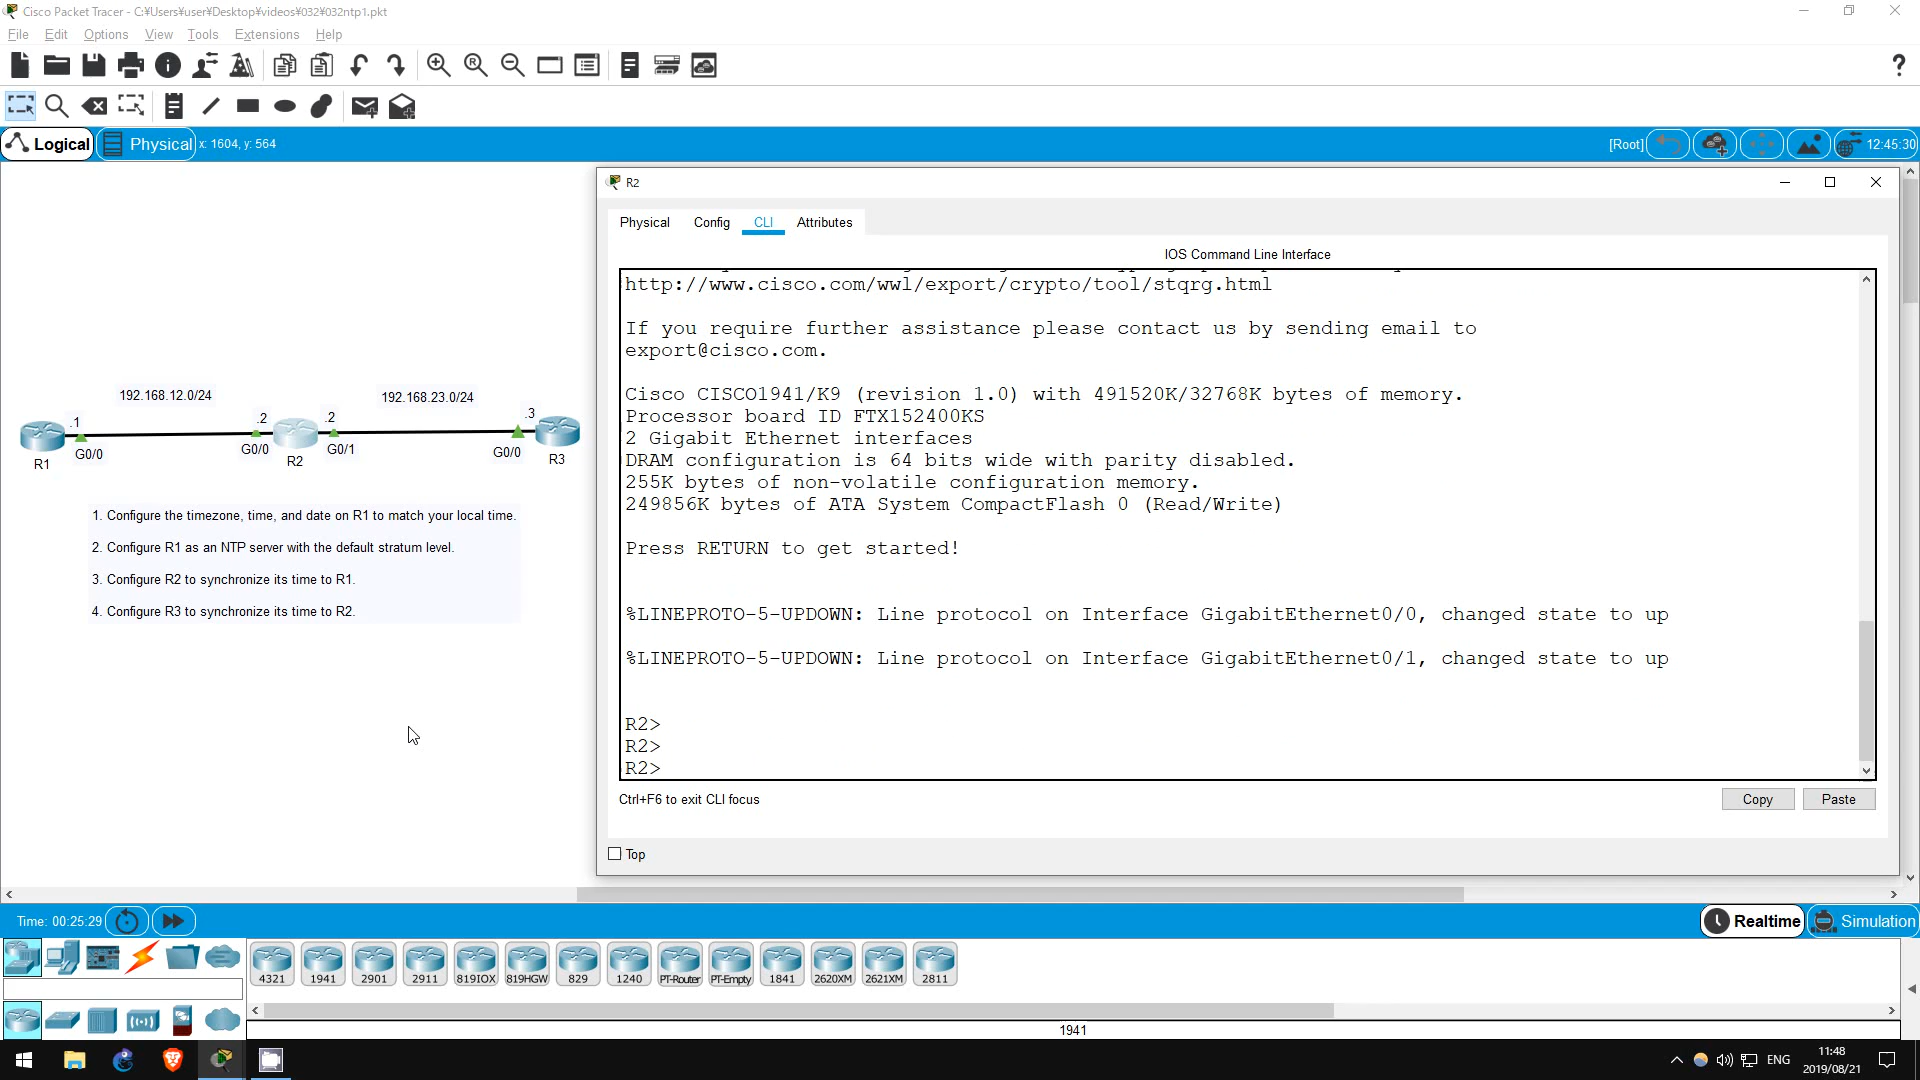 Cisco Packet Tracer - C:¥Users¥user¥Desktop¥videos¥032¥032ntp1.pkt
File Edit Options View Tools Extensions Help
Logical Physical x: 1604, y: 564 [Root] 12:45:30
R2
Physical Config CLI Attributes
IOS Command Line Interface
http://www.cisco.com/wwl/export/crypto/tool/stqrg.html
If you require further assistance please contact us by sending email to
export@cisco.com.
Cisco CISCO1941/K9 (revision 1.0) with 491520K/32768K bytes of memory.
Processor board ID FTX152400KS
2 Gigabit Ethernet interfaces
DRAM configuration is 64 bits wide with parity disabled.
255K bytes of non-volatile configuration memory.
249856K bytes of ATA System CompactFlash 0 (Read/Write)
Press RETURN to get started!
%LINEPROTO-5-UPDOWN: Line protocol on Interface GigabitEthernet0/0, changed state to up
%LINEPROTO-5-UPDOWN: Line protocol on Interface GigabitEthernet0/1, changed state to up
R2>
R2>
R2>
Ctrl+F6 to exit CLI focus
Copy Paste
Top
192.168.12.0/24 192.168.23.0/24
.1 .2 .2 .3
G0/0 G0/0 G0/1 G0/0
R1 R2 R3
1. Configure the timezone, time, and date on R1 to match your local time.
2. Configure R1 as an NTP server with the default stratum level.
3. Configure R2 to synchronize its time to R1.
4. Configure R3 to synchronize its time to R2.
Time: 00:25:29 Realtime Simulation
4321 1941 2901 2911 819IOX 819HGW 829 1240 PT-Router PT-Empty 1841 2620XM 2621XM 2811
1941
ENG 11:48
2019/08/21